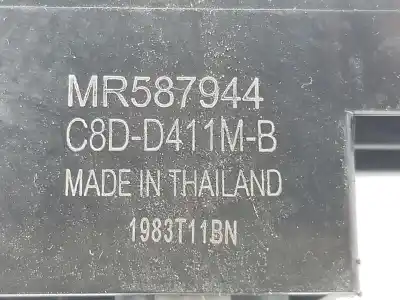 MR587944
C8D-D411M-B
MADE IN THAILAND
1983T11BN